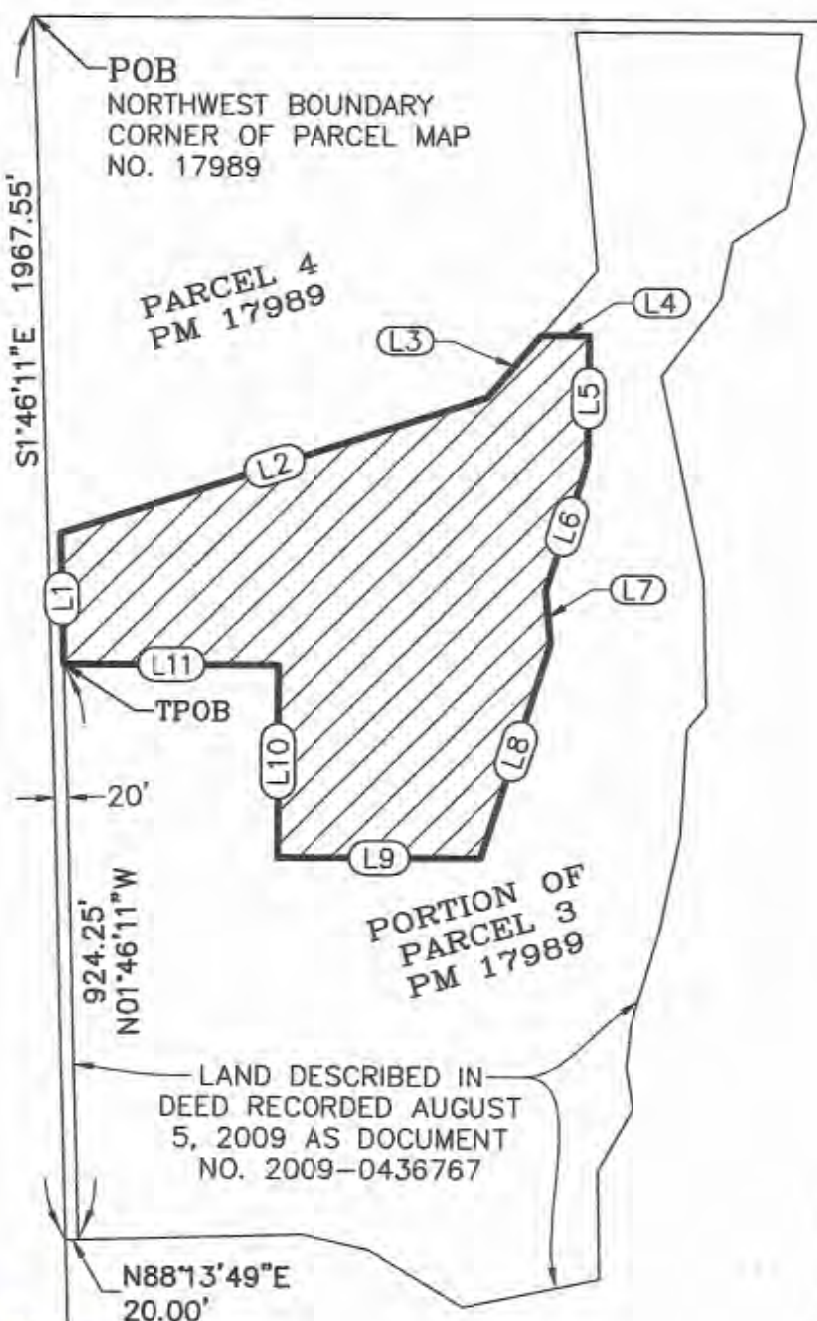 POB
NORTHWEST BOUNDARY
CORNER OF PARCEL MAP
NO. 17989
S1°46'11"E 1967.55'
PARCEL 4
PM 17989
L4
L3
L5
L2
L6
L1
L7
L11
TPOB
L10
L8
20'
L9
PORTION OF
PARCEL 3
PM 17989
924.25'
N01°46'11"W
LAND DESCRIBED IN
DEED RECORDED AUGUST
5, 2009 AS DOCUMENT
NO. 2009-0436767
N88°13'49"E
20.00'